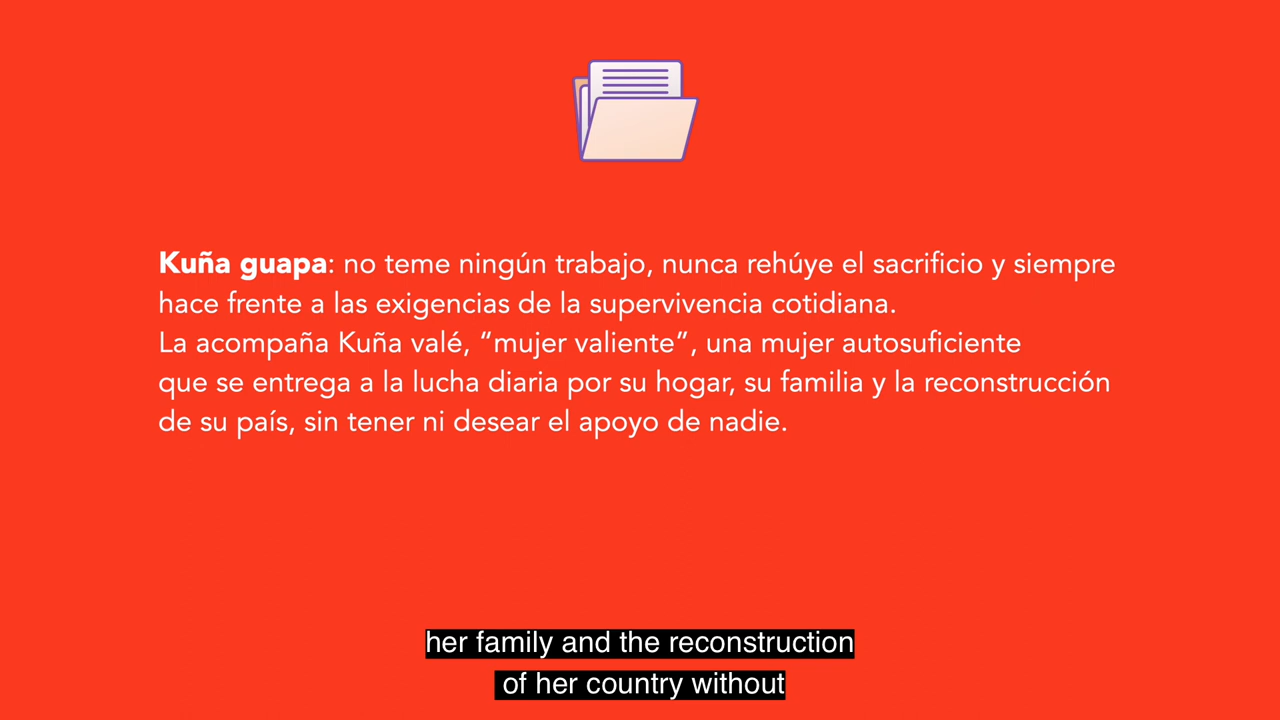 Kuña guapa: no teme ningún trabajo, nunca rehúye el sacrificio y siempre
hace frente a las exigencias de la supervivencia cotidiana.
La acompaña Kuña valé, “mujer valiente”, una mujer autosuficiente
que se entrega a la lucha diaria por su hogar, su familia y la reconstrucción
de su país, sin tener ni desear el apoyo de nadie.
her family and the reconstruction
of her country without